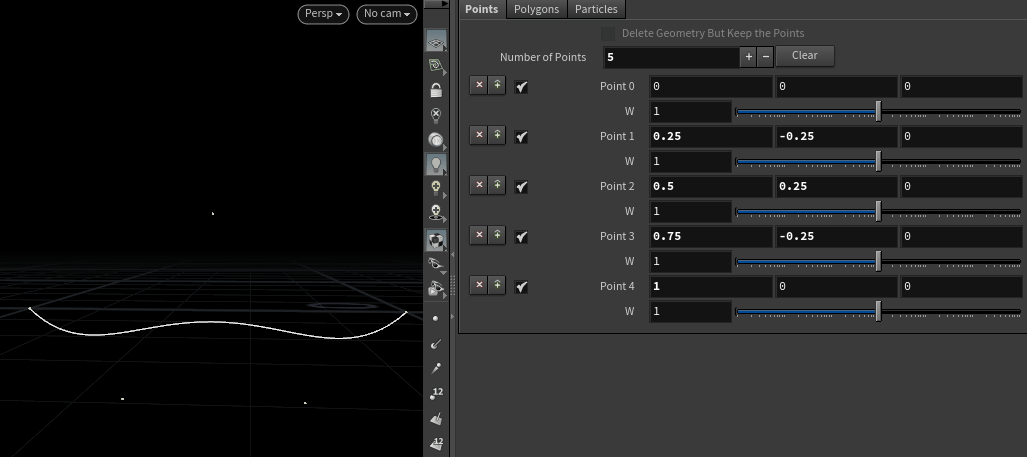 Persp No cam
Points Polygons Particles
Delete Geometry But Keep the Points
Number of Points 5 + − Clear
Point 0 0 0 0
W 1
Point 1 0.25 -0.25 0
W 1
Point 2 0.5 0.25 0
W 1
Point 3 0.75 -0.25 0
W 1
Point 4 1 0 0
W 1
12
12